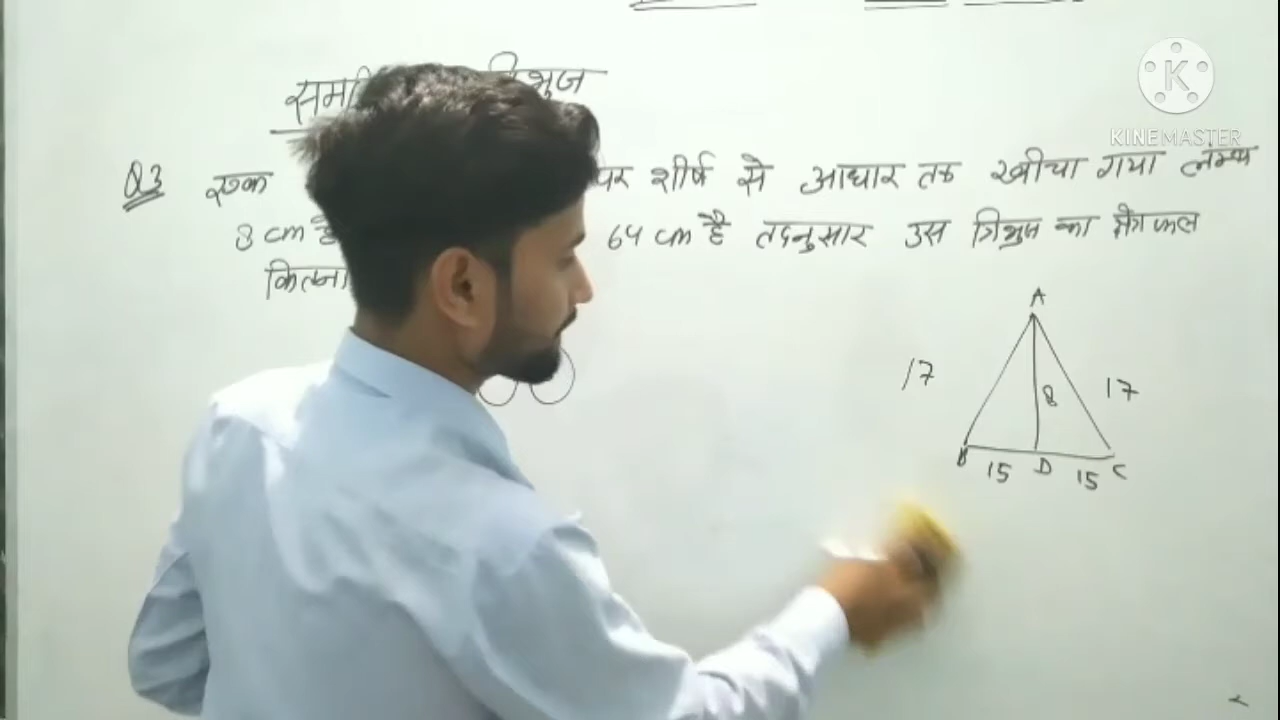 K
KINEMASTER
Q3 एक पर शीर्ष से आधार तक खीचा गया लम्ब
8 cm 64 cm है तदनुसार उस त्रिभुज का क्षेत्रफल
कितना
A
17 8 17
B 15 D 15 C